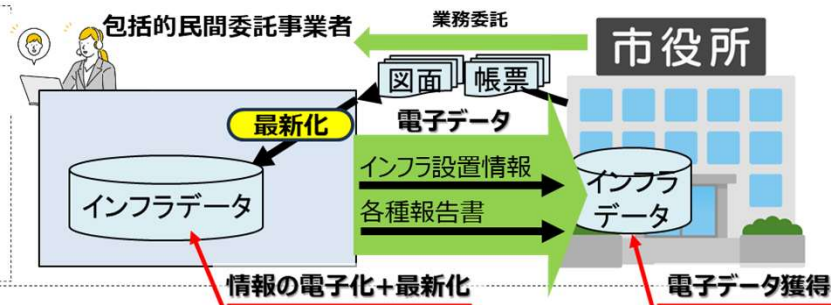 包括的民間委託事業者
業務委託
市役所
図面
帳票
最新化
電子データ
インフラ設置情報
各種報告書
インフラデータ
インフラ
データ
情報の電子化+最新化
電子データ獲得